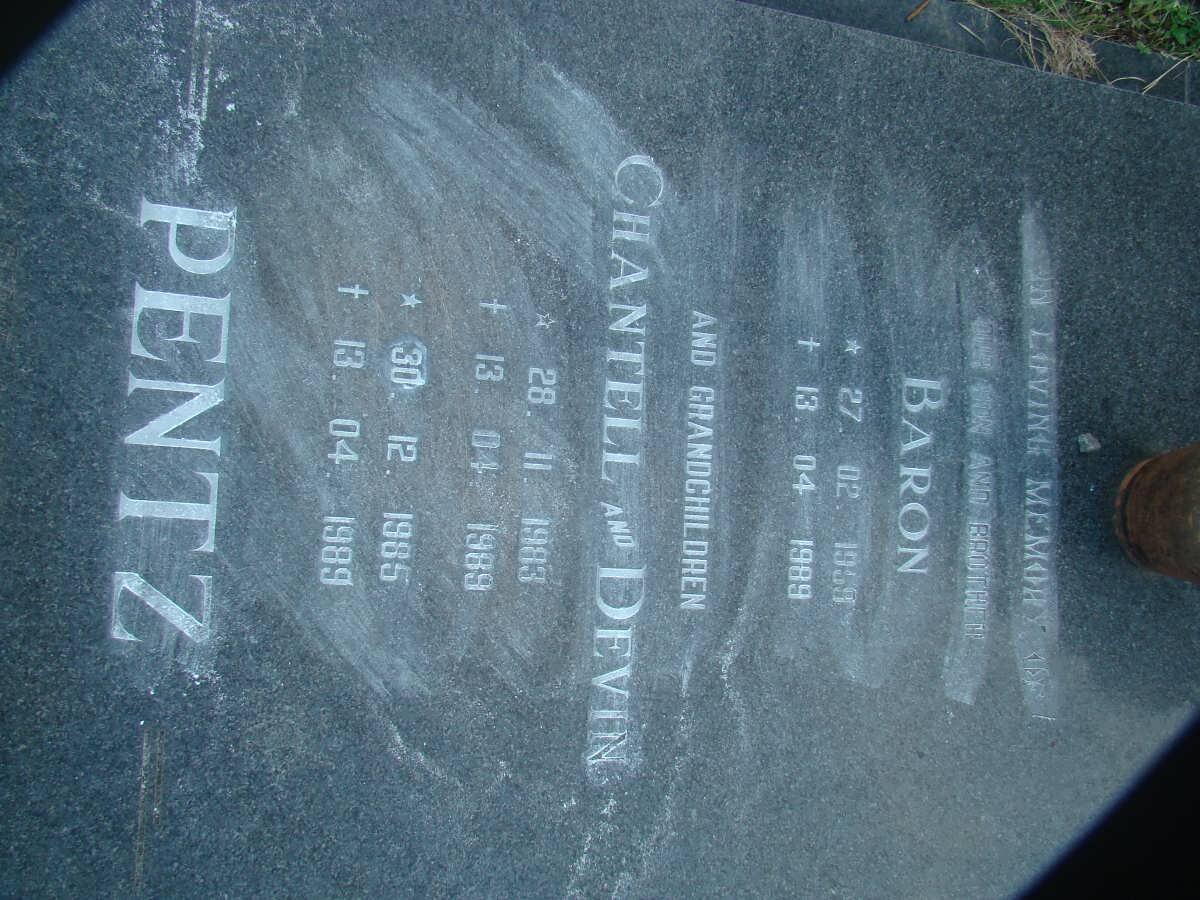 IN LOVING MEMORY OF
OUR SON AND BROTHER
BARON
★ 27. 02 1959
† 13. 04 1989
AND GRANDCHILDREN
CHANTELL AND DEVIN
☆ 28. 11. 1983
† 13. 04. 1989
★ 30. 12. 1985
† 13. 04. 1989
PENTZ